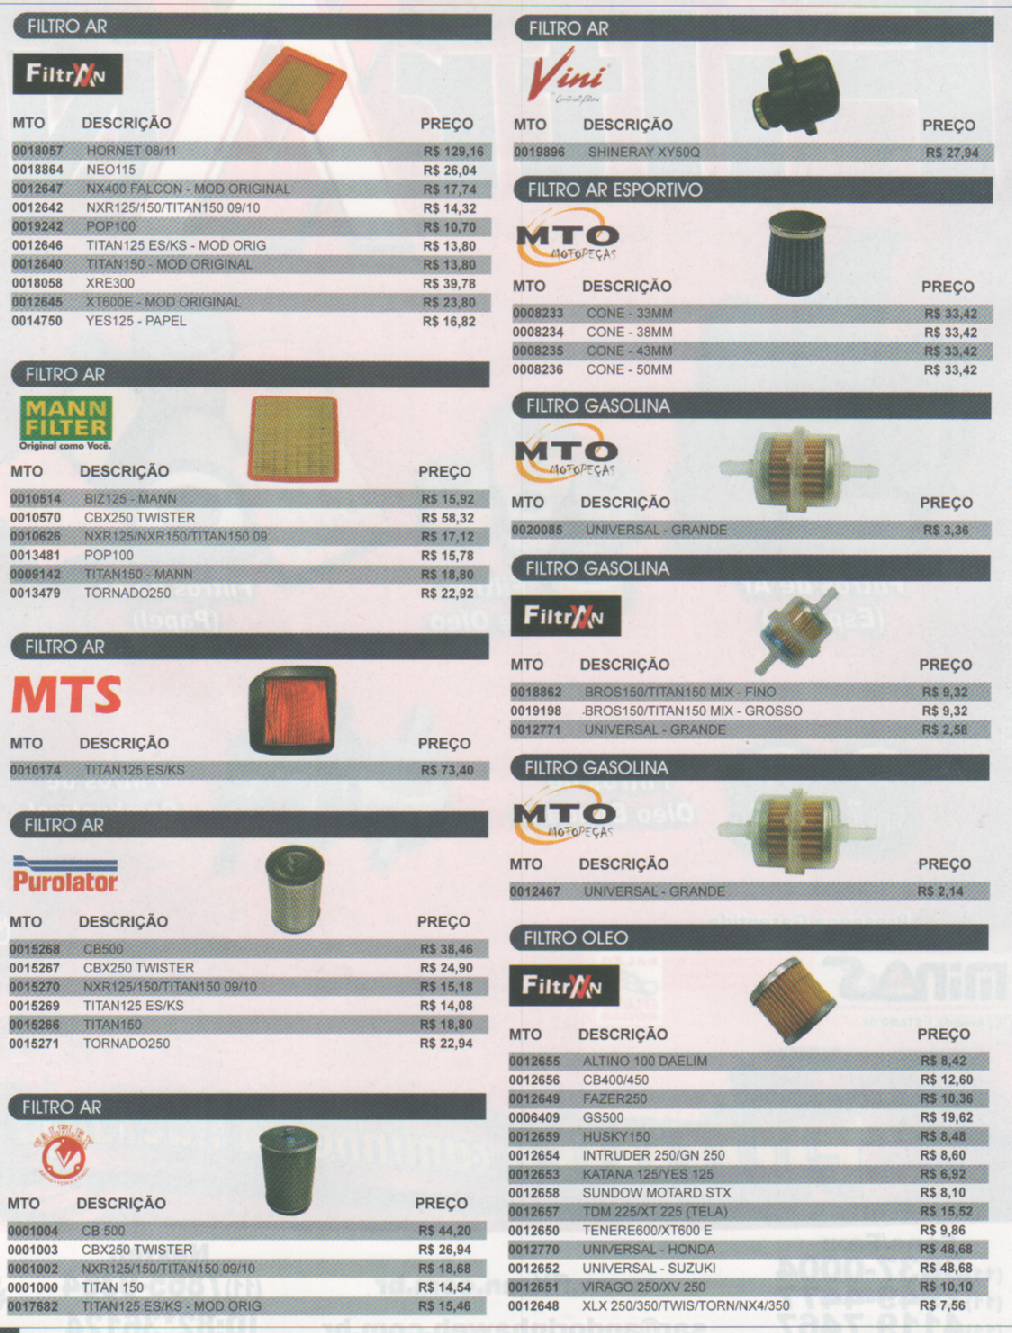 FILTRO AR
FiltrAN
MTO DESCRIÇÃO PREÇO
0018057 HORNET 08/11 R$ 129,16
0018864 NEO115 R$ 26,04
0012647 NX400 FALCON - MOD ORIGINAL R$ 17,74
0012642 NXR125/150/TITAN150 09/10 R$ 14,32
0019242 POP100 R$ 10,70
0012646 TITAN125 ES/KS - MOD ORIG R$ 13,80
0012640 TITAN150 - MOD ORIGINAL R$ 13,80
0018058 XRE300 R$ 39,78
0012645 XT600E - MOD ORIGINAL R$ 23,80
0014750 YES125 - PAPEL R$ 16,82
FILTRO AR
MANN
FILTER
Original como Você.
MTO DESCRIÇÃO PREÇO
0010514 BIZ125 - MANN R$ 15,92
0010570 CBX250 TWISTER R$ 58,32
0010626 NXR125/NXR150/TITAN150 09 R$ 17,12
0013481 POP100 R$ 15,78
0009142 TITAN150 - MANN R$ 18,80
0013479 TORNADO250 R$ 22,92
FILTRO AR
MTS
MTO DESCRIÇÃO PREÇO
0010174 TITAN125 ES/KS R$ 73,40
FILTRO AR
Purolator
MTO DESCRIÇÃO PREÇO
0015268 CB500 R$ 38,46
0015267 CBX250 TWISTER R$ 24,90
0015270 NXR125/150/TITAN150 09/10 R$ 15,18
0015269 TITAN125 ES/KS R$ 14,08
0015266 TITAN150 R$ 18,80
0015271 TORNADO250 R$ 22,94
FILTRO AR
VALFLEX
MTO DESCRIÇÃO PREÇO
0001004 CB 500 R$ 44,20
0001003 CBX250 TWISTER R$ 26,94
0001002 NXR125/150/TITAN150 09/10 R$ 18,68
0001000 TITAN 150 R$ 14,54
0017682 TITAN125 ES/KS - MOD ORIG R$ 15,46
FILTRO AR
Vini
MTO DESCRIÇÃO PREÇO
0019896 SHINERAY XY50Q R$ 27,94
FILTRO AR ESPORTIVO
MTO
MOTOPEÇAS
MTO DESCRIÇÃO PREÇO
0008233 CONE - 33MM R$ 33,42
0008234 CONE - 38MM R$ 33,42
0008235 CONE - 43MM R$ 33,42
0008236 CONE - 50MM R$ 33,42
FILTRO GASOLINA
MTO
MOTOPEÇAS
MTO DESCRIÇÃO PREÇO
0020085 UNIVERSAL - GRANDE R$ 3,36
FILTRO GASOLINA
FiltrAN
MTO DESCRIÇÃO PREÇO
0018862 BROS150/TITAN150 MIX - FINO R$ 9,32
0019198 BROS150/TITAN150 MIX - GROSSO R$ 9,32
0012771 UNIVERSAL - GRANDE R$ 2,58
FILTRO GASOLINA
MTO
MOTOPEÇAS
MTO DESCRIÇÃO PREÇO
0012467 UNIVERSAL - GRANDE R$ 2,14
FILTRO OLEO
FiltrAN
MTO DESCRIÇÃO PREÇO
0012655 ALTINO 100 DAELIM R$ 8,42
0012656 CB400/450 R$ 12,60
0012649 FAZER250 R$ 10,36
0006409 GS500 R$ 19,62
0012659 HUSKY150 R$ 8,48
0012654 INTRUDER 250/GN 250 R$ 8,60
0012653 KATANA 125/YES 125 R$ 6,92
0012658 SUNDOW MOTARD STX R$ 8,10
0012657 TDM 225/XT 225 (TELA) R$ 15,52
0012650 TENERE600/XT600 E R$ 9,86
0012770 UNIVERSAL - HONDA R$ 48,68
0012652 UNIVERSAL - SUZUKI R$ 48,68
0012651 VIRAGO 250/XV 250 R$ 10,10
0012648 XLX 250/350/TWIS/TORN/NX4/350 R$ 7,56